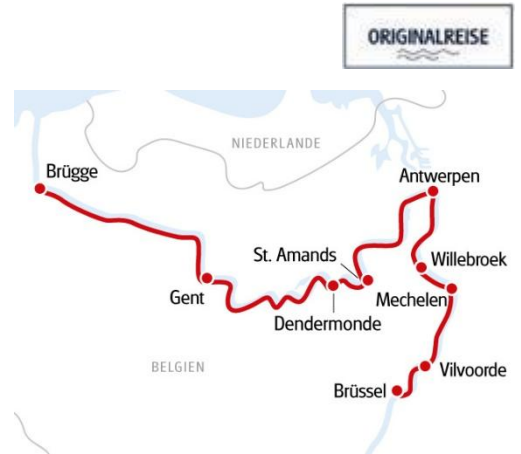 ORIGINALREISE
NIEDERLANDE
Brügge
Antwerpen
St. Amands
Willebroek
Gent
Mechelen
Dendermonde
BELGIEN
Vilvoorde
Brüssel